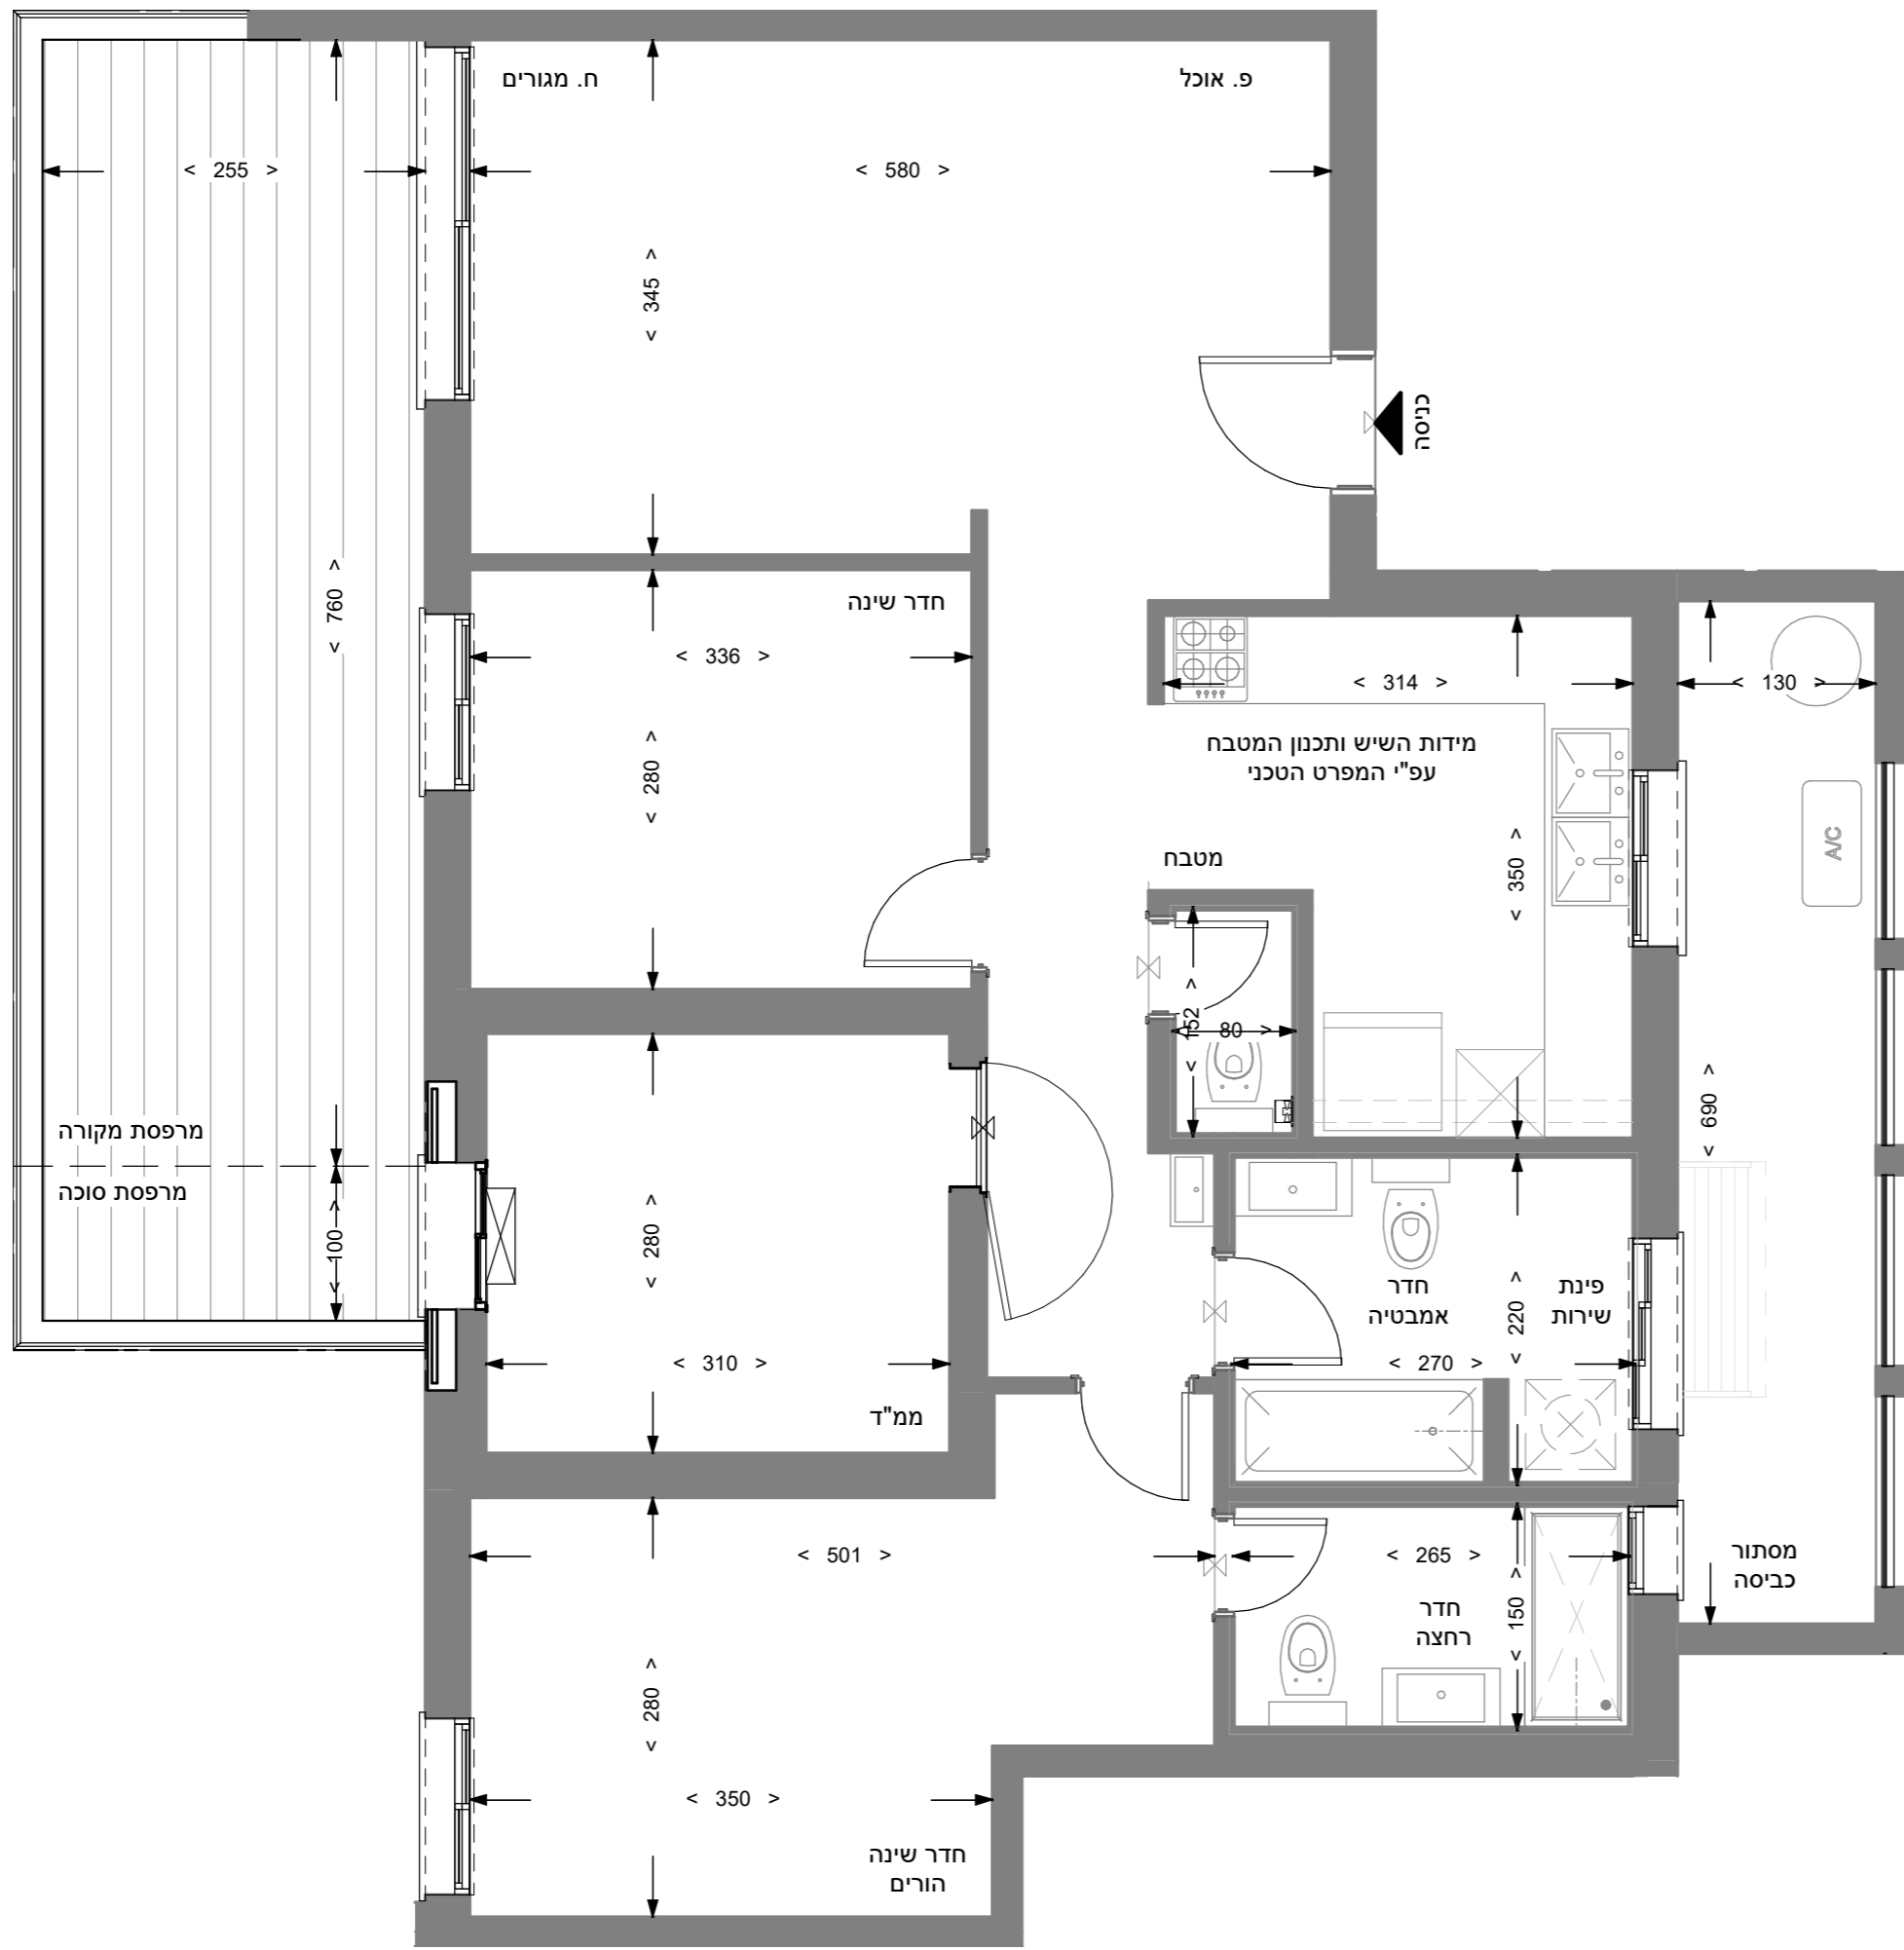 ח. מגורים
פ. אוכל
< 255 >
< 580 >
< 345 >
כניסה
< 760 >
חדר שינה
< 336 >
< 280 >
< 314 >
< 130 >
מידות השיש ותכנון המטבח
עפ"י המפרט הטכני
A/C
< 350 >
מטבח
< 152 >
< 80 >
< 690 >
מרפסת מקורה
מרפסת סוכה
< 100 >
< 280 >
< 310 >
ממ"ד
חדר
אמבטיה
פינת
שירות
< 220 >
< 270 >
< 501 >
< 265 >
< 150 >
חדר
רחצה
מסתור
כביסה
< 280 >
< 350 >
חדר שינה
הורים